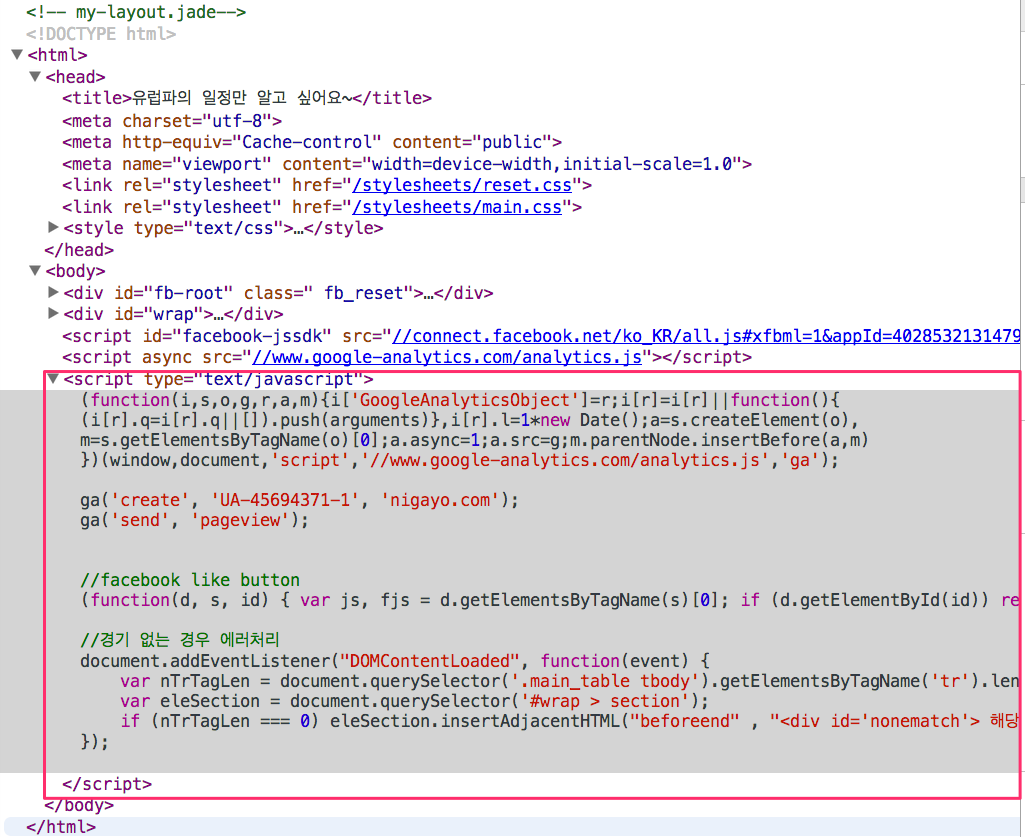 <!-- my-layout.jade-->
<!DOCTYPE html>
<html>
<head>
<title>유럽파의 일정만 알고 싶어요~</title>
<meta charset="utf-8">
<meta http-equiv="Cache-control" content="public">
<meta name="viewport" content="width=device-width,initial-scale=1.0">
<link rel="stylesheet" href="/stylesheets/reset.css">
<link rel="stylesheet" href="/stylesheets/main.css">
<style type="text/css">…</style>
</head>
<body>
<div id="fb-root" class=" fb_reset">…</div>
<div id="wrap">…</div>
<script id="facebook-jssdk" src="//connect.facebook.net/ko_KR/all.js#xfbml=1&appId=4028532131479
<script async src="//www.google-analytics.com/analytics.js"></script>
<script type="text/javascript">
(function(i,s,o,g,r,a,m){i['GoogleAnalyticsObject']=r;i[r]=i[r]||function(){
(i[r].q=i[r].q||[]).push(arguments)},i[r].l=1*new Date();a=s.createElement(o),
m=s.getElementsByTagName(o)[0];a.async=1;a.src=g;m.parentNode.insertBefore(a,m)
})(window,document,'script','//www.google-analytics.com/analytics.js','ga');
ga('create', 'UA-45694371-1', 'nigayo.com');
ga('send', 'pageview');
//facebook like button
(function(d, s, id) { var js, fjs = d.getElementsByTagName(s)[0]; if (d.getElementById(id)) re
//경기 없는 경우 에러처리
document.addEventListener("DOMContentLoaded", function(event) {
var nTrTagLen = document.querySelector('.main_table tbody').getElementsByTagName('tr').len
var eleSection = document.querySelector('#wrap > section');
if (nTrTagLen === 0) eleSection.insertAdjacentHTML("beforeend" , "<div id='nonematch'> 해당
});
</script>
</body>
</html>